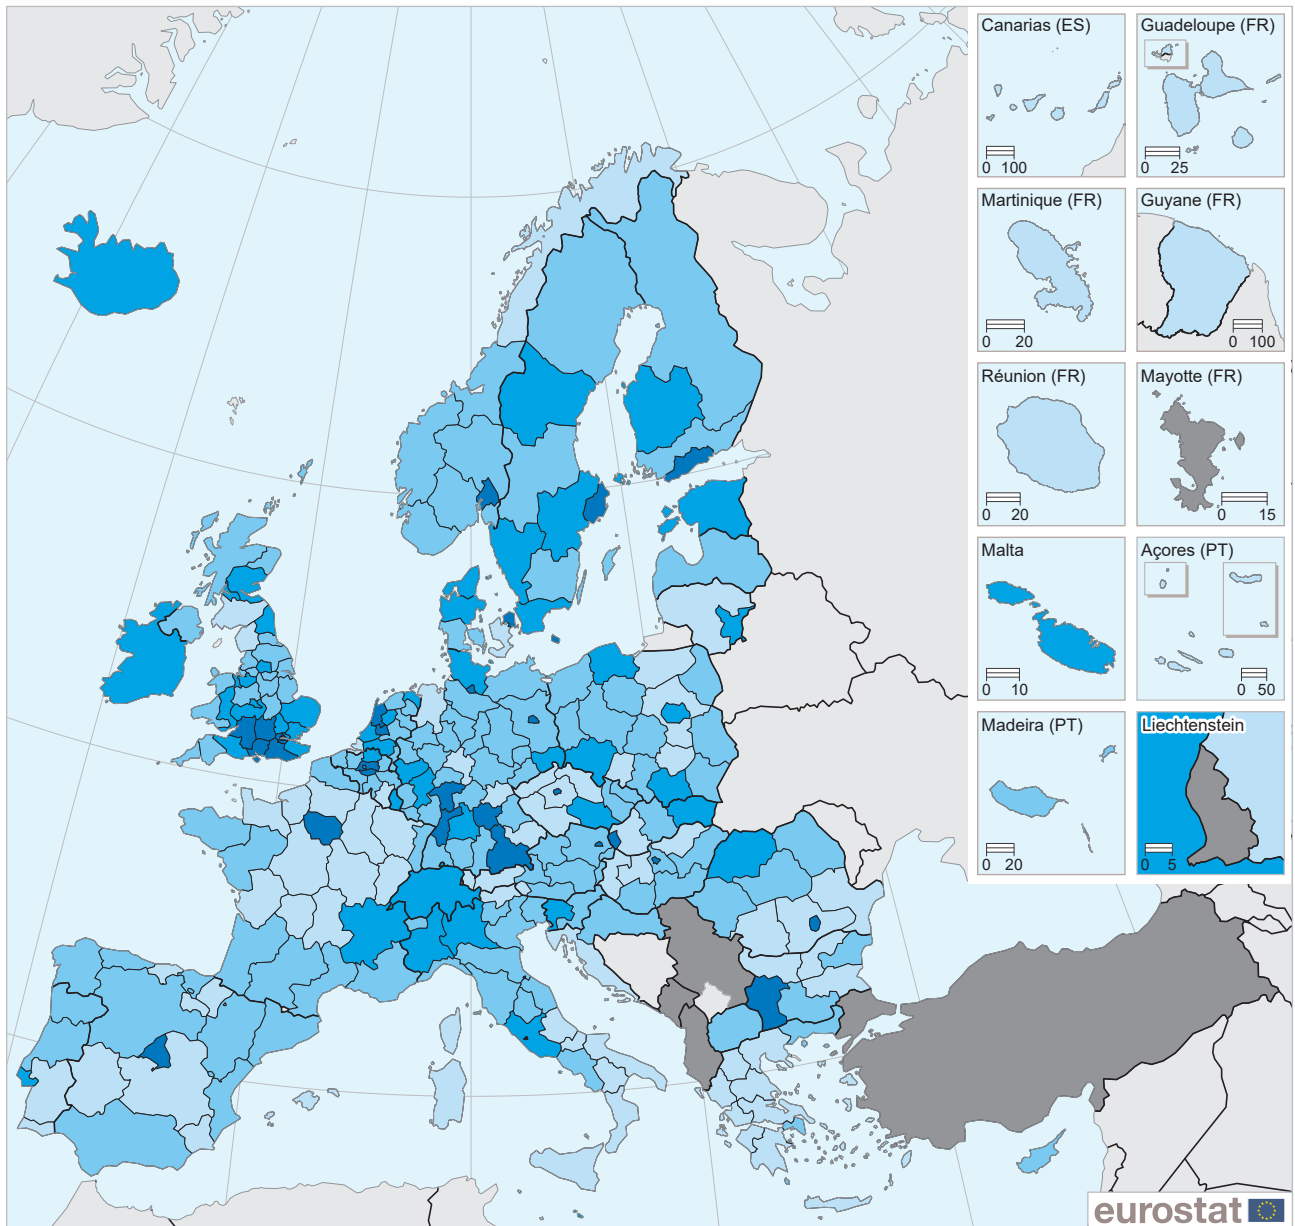 Canarias (ES)
0 100
Guadeloupe (FR)
0 25
Martinique (FR)
0 20
Guyane (FR)
0 100
Réunion (FR)
0 20
Mayotte (FR)
0 15
Malta
0 10
Açores (PT)
0 50
Madeira (PT)
0 20
Liechtenstein
0 5
eurostat